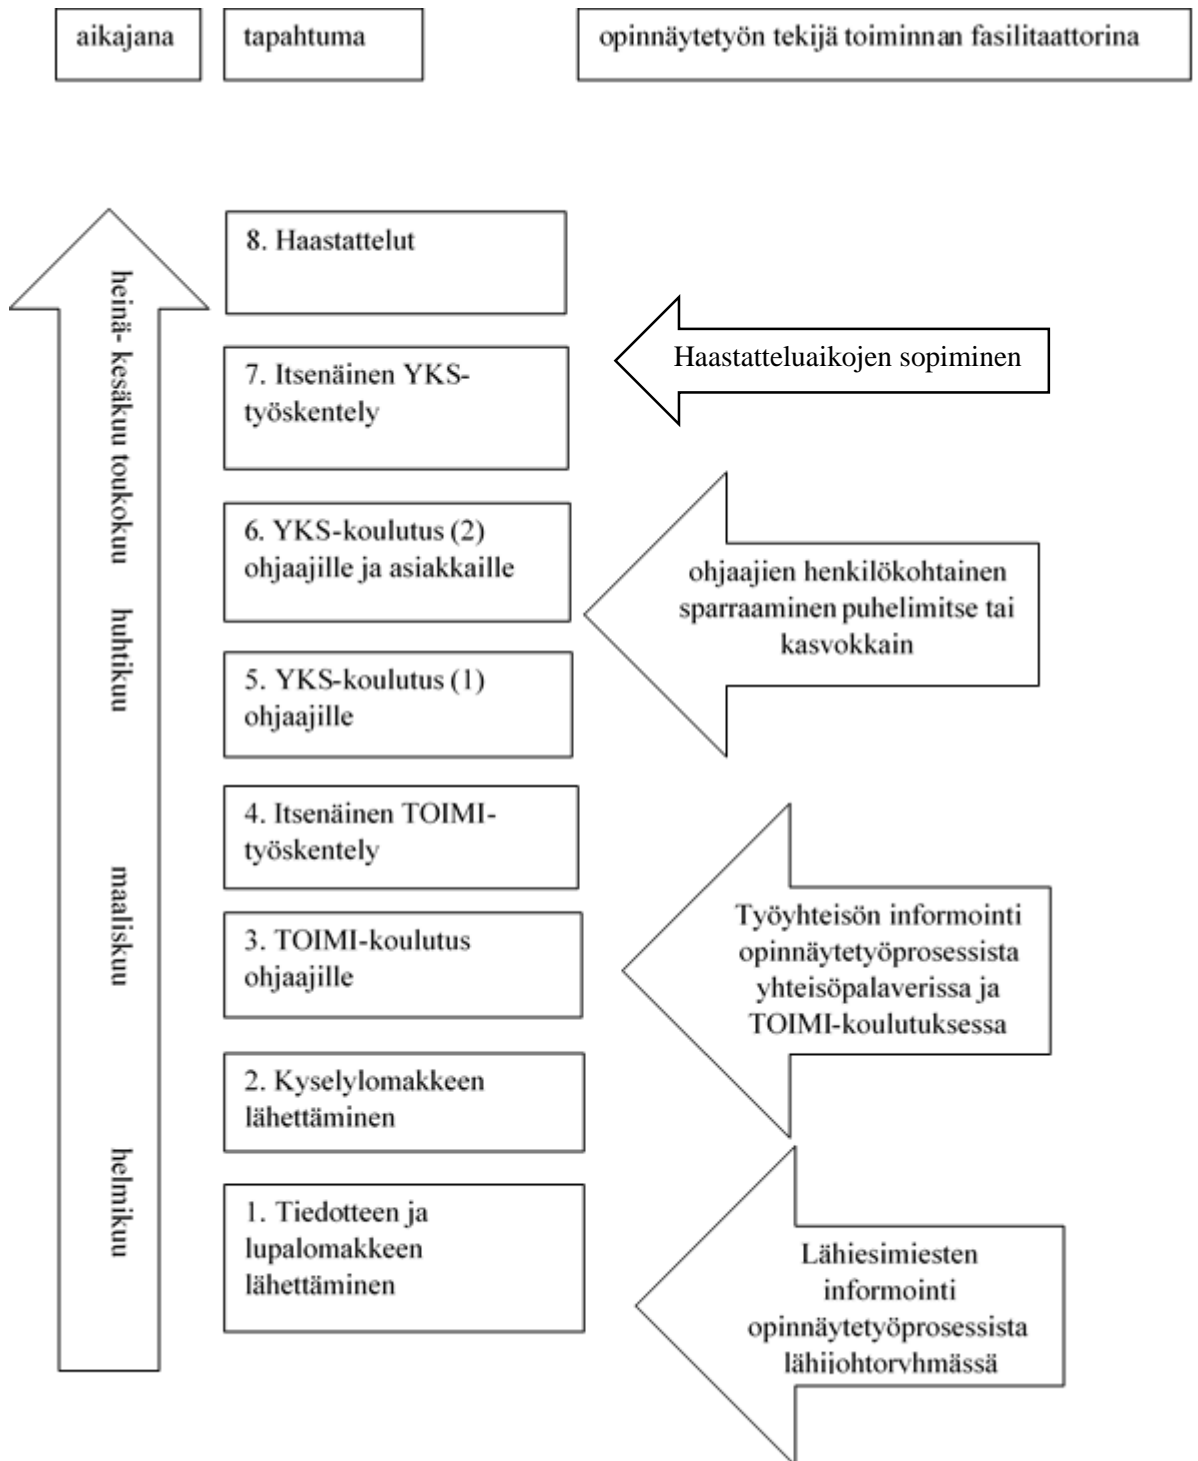 aikajana
tapahtuma
opinnäytetyön tekijä toiminnan fasilitaattorina
heinä- kesäkuu toukokuu
huhtikuu
maaliskuu
helmikuu
8. Haastattelut
7. Itsenäinen YKS-
työskentely
6. YKS-koulutus (2)
ohjaajille ja asiakkaille
5. YKS-koulutus (1)
ohjaajille
4. Itsenäinen TOIMI-
työskentely
3. TOIMI-koulutus
ohjaajille
2. Kyselylomakkeen
lähettäminen
1. Tiedotteen ja
lupalomakkeen
lähettäminen
Haastatteluaikojen sopiminen
ohjaajien henkilökohtainen
sparraaminen puhelimitse tai
kasvokkain
Työyhteisön informointi
opinnäytetyöprosessista
yhteisöpalaverissa ja
TOIMI-koulutuksessa
Lähiesimiesten
informointi
opinnäytetyöprosessista
lähijohtoryhmässä